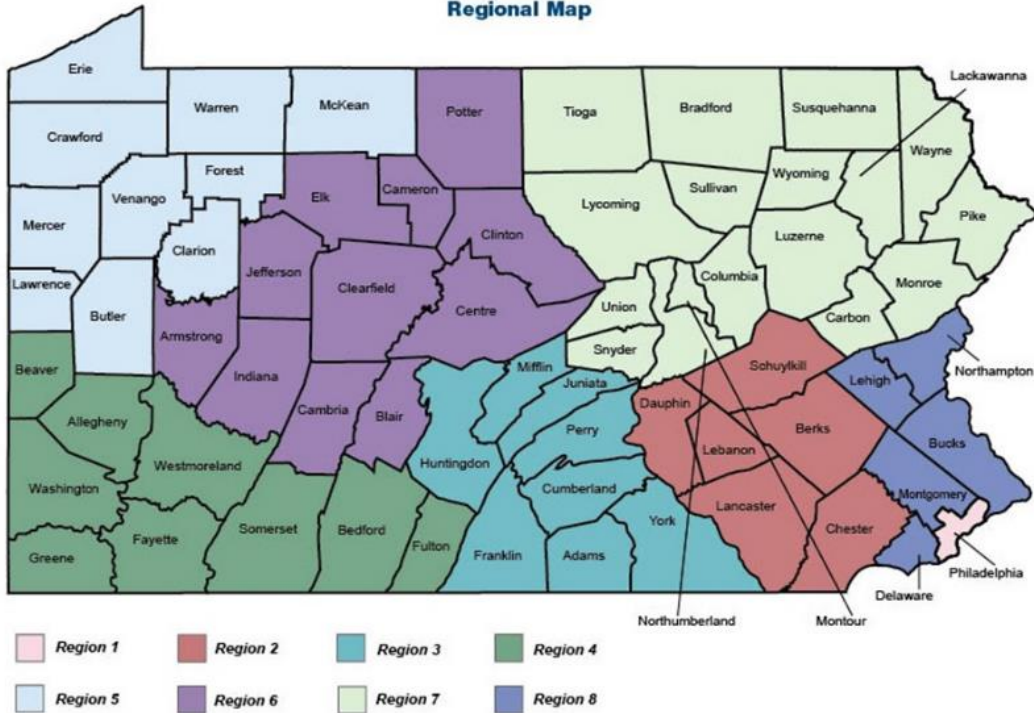 Regional Map
Erie
Warren
McKean
Potter
Tioga
Bradford
Susquehanna
Lackawanna
Crawford
Wayne
Forest
Wyoming
Venango
Elk
Cameron
Sullivan
Lycoming
Pike
Mercer
Clinton
Luzerne
Clarion
Jefferson
Columbia
Lawrence
Clearfield
Monroe
Butler
Centre
Union
Carbon
Armstrong
Snyder
Beaver
Mifflin
Schuylkill
Northampton
Indiana
Juniata
Lehigh
Cambria
Blair
Dauphin
Allegheny
Perry
Berks
Bucks
Lebanon
Westmoreland
Huntingdon
Washington
Cumberland
Montgomery
Lancaster
Somerset
Bedford
York
Chester
Fayette
Fulton
Franklin
Adams
Greene
Philadelphia
Delaware
Northumberland
Montour
Region 1
Region 2
Region 3
Region 4
Region 5
Region 6
Region 7
Region 8